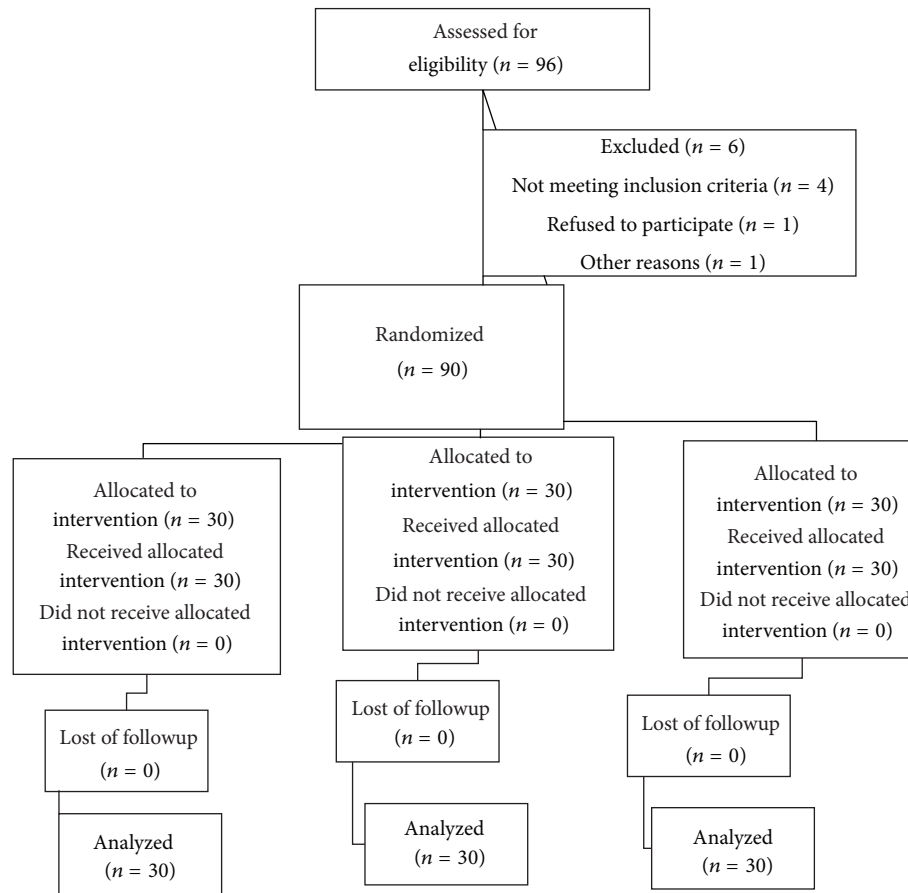 Assessed for
eligibility (n = 96)
Excluded (n = 6)
Not meeting inclusion criteria (n = 4)
Refused to participate (n = 1)
Other reasons (n = 1)
Randomized
(n = 90)
Allocated to
intervention (n = 30)
Received allocated
intervention (n = 30)
Did not receive allocated
intervention (n = 0)
Allocated to
intervention (n = 30)
Received allocated
intervention (n = 30)
Did not receive allocated
intervention (n = 0)
Allocated to
intervention (n = 30)
Received allocated
intervention (n = 30)
Did not receive allocated
intervention (n = 0)
Lost of followup
(n = 0)
Lost of followup
(n = 0)
Lost of followup
(n = 0)
Analyzed
(n = 30)
Analyzed
(n = 30)
Analyzed
(n = 30)